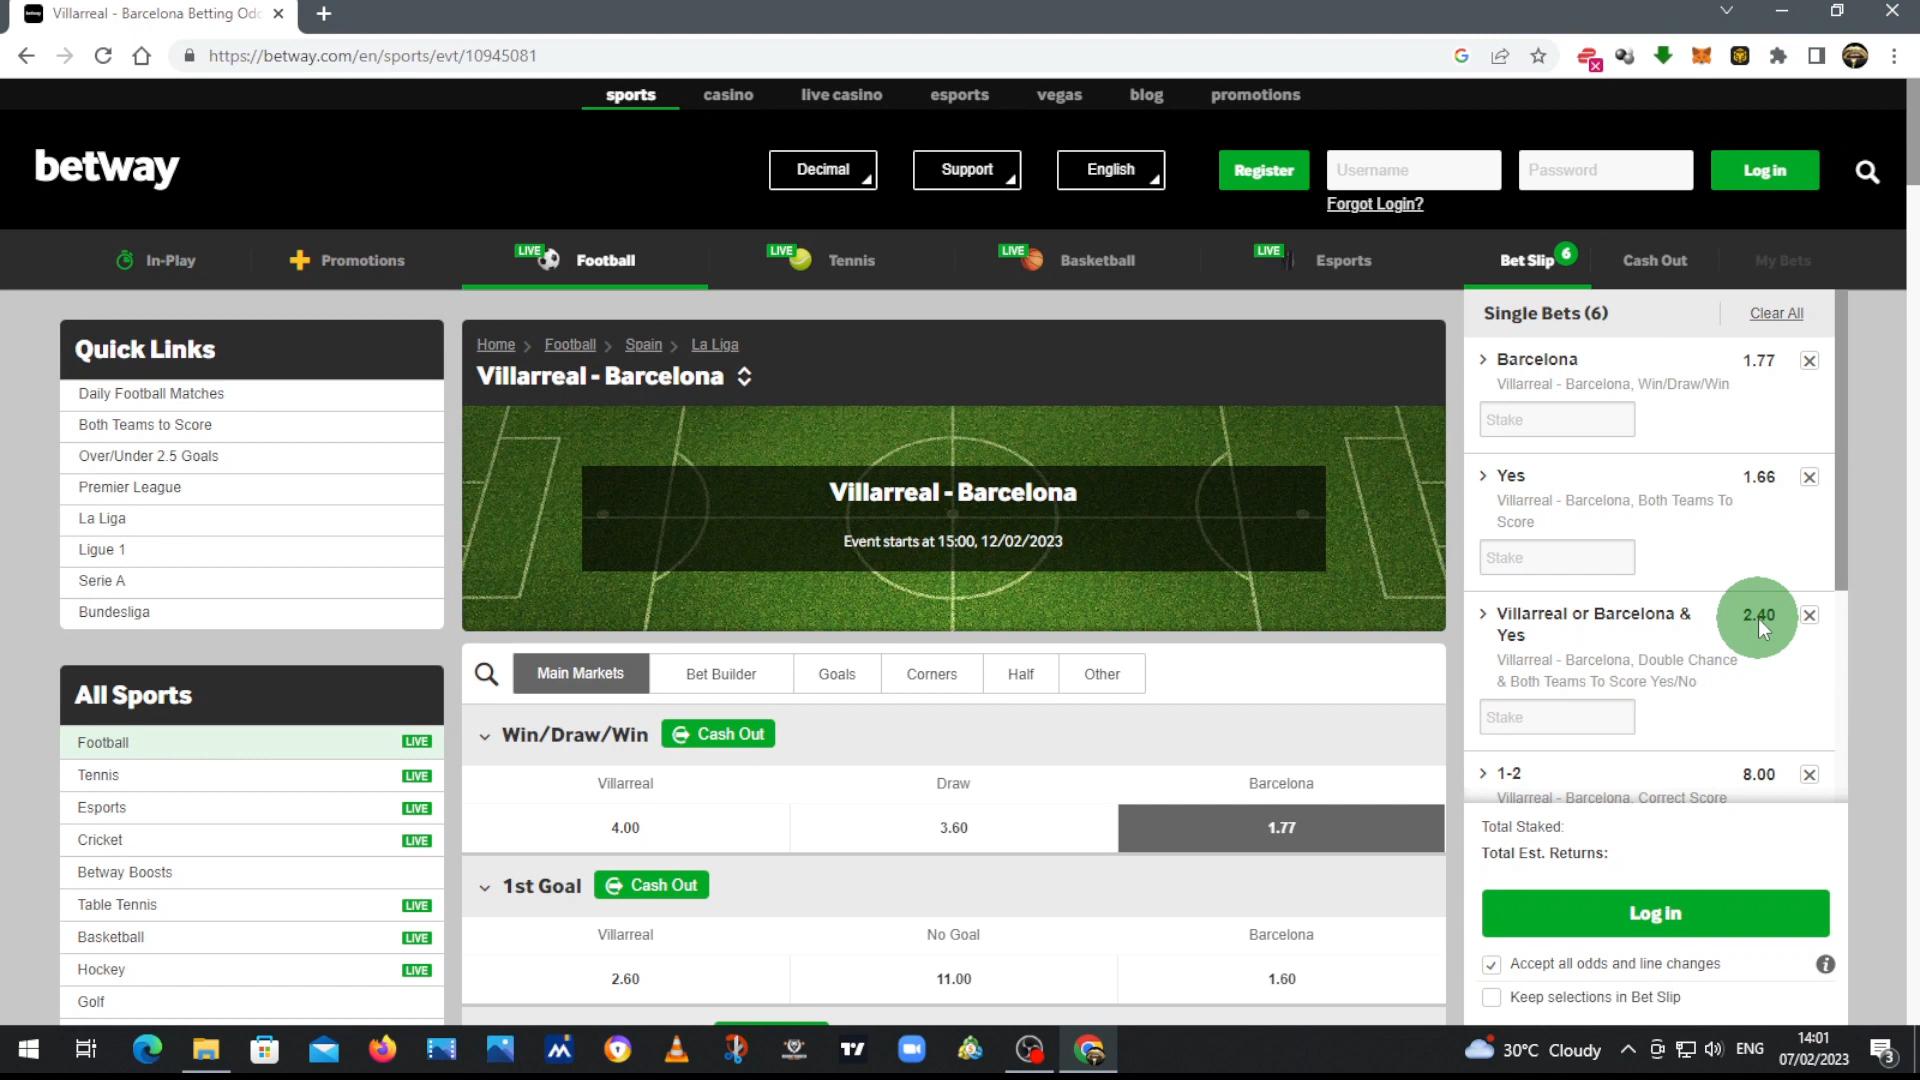 Villarreal - Barcelona Betting Odd
https://betway.com/en/sports/evt/10945081
sports casino live casino esports vegas blog promotions
betway
Decimal Support English Register Username Password Log in
Forgot Login?
In-Play Promotions LIVE Football LIVE Tennis LIVE Basketball LIVE Esports Bet Slip 6 Cash Out My Bets
Quick Links
Daily Football Matches
Both Teams to Score
Over/Under 2.5 Goals
Premier League
La Liga
Ligue 1
Serie A
Bundesliga
All Sports
Football LIVE
Tennis LIVE
Esports LIVE
Cricket LIVE
Betway Boosts
Table Tennis LIVE
Basketball LIVE
Hockey LIVE
Golf
Home > Football > Spain > La Liga
Villarreal - Barcelona
Villarreal - Barcelona
Event starts at 15:00, 12/02/2023
Main Markets Bet Builder Goals Corners Half Other
Win/Draw/Win Cash Out
Villarreal Draw Barcelona
4.00 3.60 1.77
1st Goal Cash Out
Villarreal No Goal Barcelona
2.60 11.00 1.60
Single Bets (6) Clear All
Barcelona 1.77
Villarreal - Barcelona, Win/Draw/Win
Stake
Yes 1.66
Villarreal - Barcelona, Both Teams To
Score
Stake
Villarreal or Barcelona & 2.40
Yes
Villarreal - Barcelona, Double Chance
& Both Teams To Score Yes/No
Stake
1-2 8.00
Villarreal - Barcelona, Correct Score
Total Staked:
Total Est. Returns:
Log in
Accept all odds and line changes
Keep selections in Bet Slip
30°C Cloudy ENG 14:01
07/02/2023
3